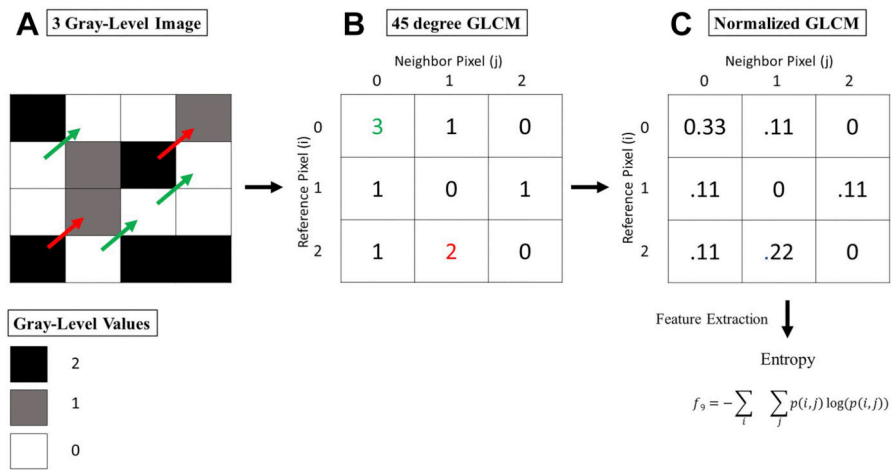 A 3 Gray-Level Image
B 45 degree GLCM
C Normalized GLCM
Neighbor Pixel (j)
0 1 2
Reference Pixel (i)
0 3 1 0
1 1 0 1
2 1 2 0
Neighbor Pixel (j)
0 1 2
Reference Pixel (i)
0 0.33 .11 0
1 .11 0 .11
2 .11 .22 0
Gray-Level Values
2
1
0
Feature Extraction
Entropy
f₉ = −∑ᵢ ∑ⱼ p(i,j) log(p(i,j))